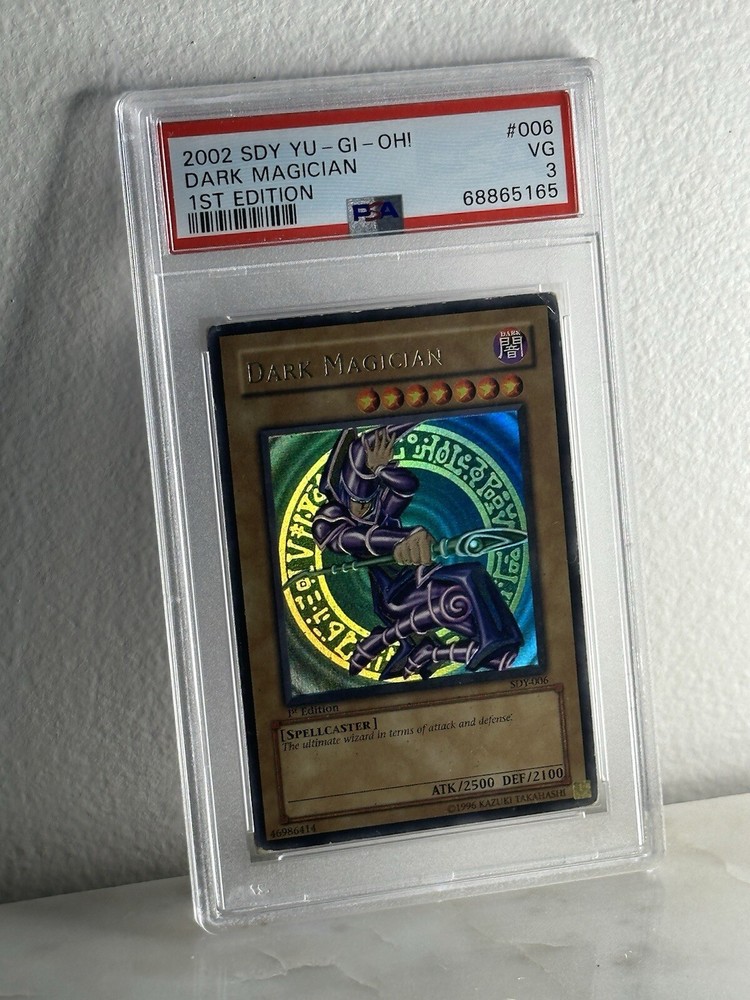 2002 SDY YU-GI-OH! #006
DARK MAGICIAN VG
1ST EDITION 3
PSA 68865165
DARK MAGICIAN
DARK
闇
SDY-006
1st Edition
[SPELLCASTER]
The ultimate wizard in terms of attack and defense.
ATK/2500 DEF/2100
46986414 ©1996 KAZUKI TAKAHASHI